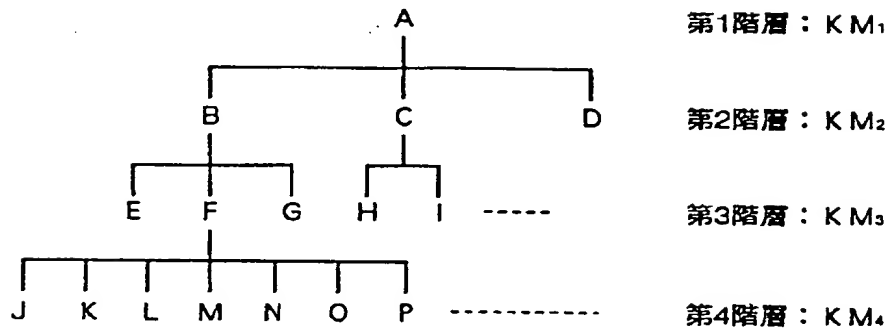 A 第1階層：KM₁
B C D 第2階層：KM₂
E F G H I ----- 第3階層：KM₃
J K L M N O P ------------ 第4階層：KM₄